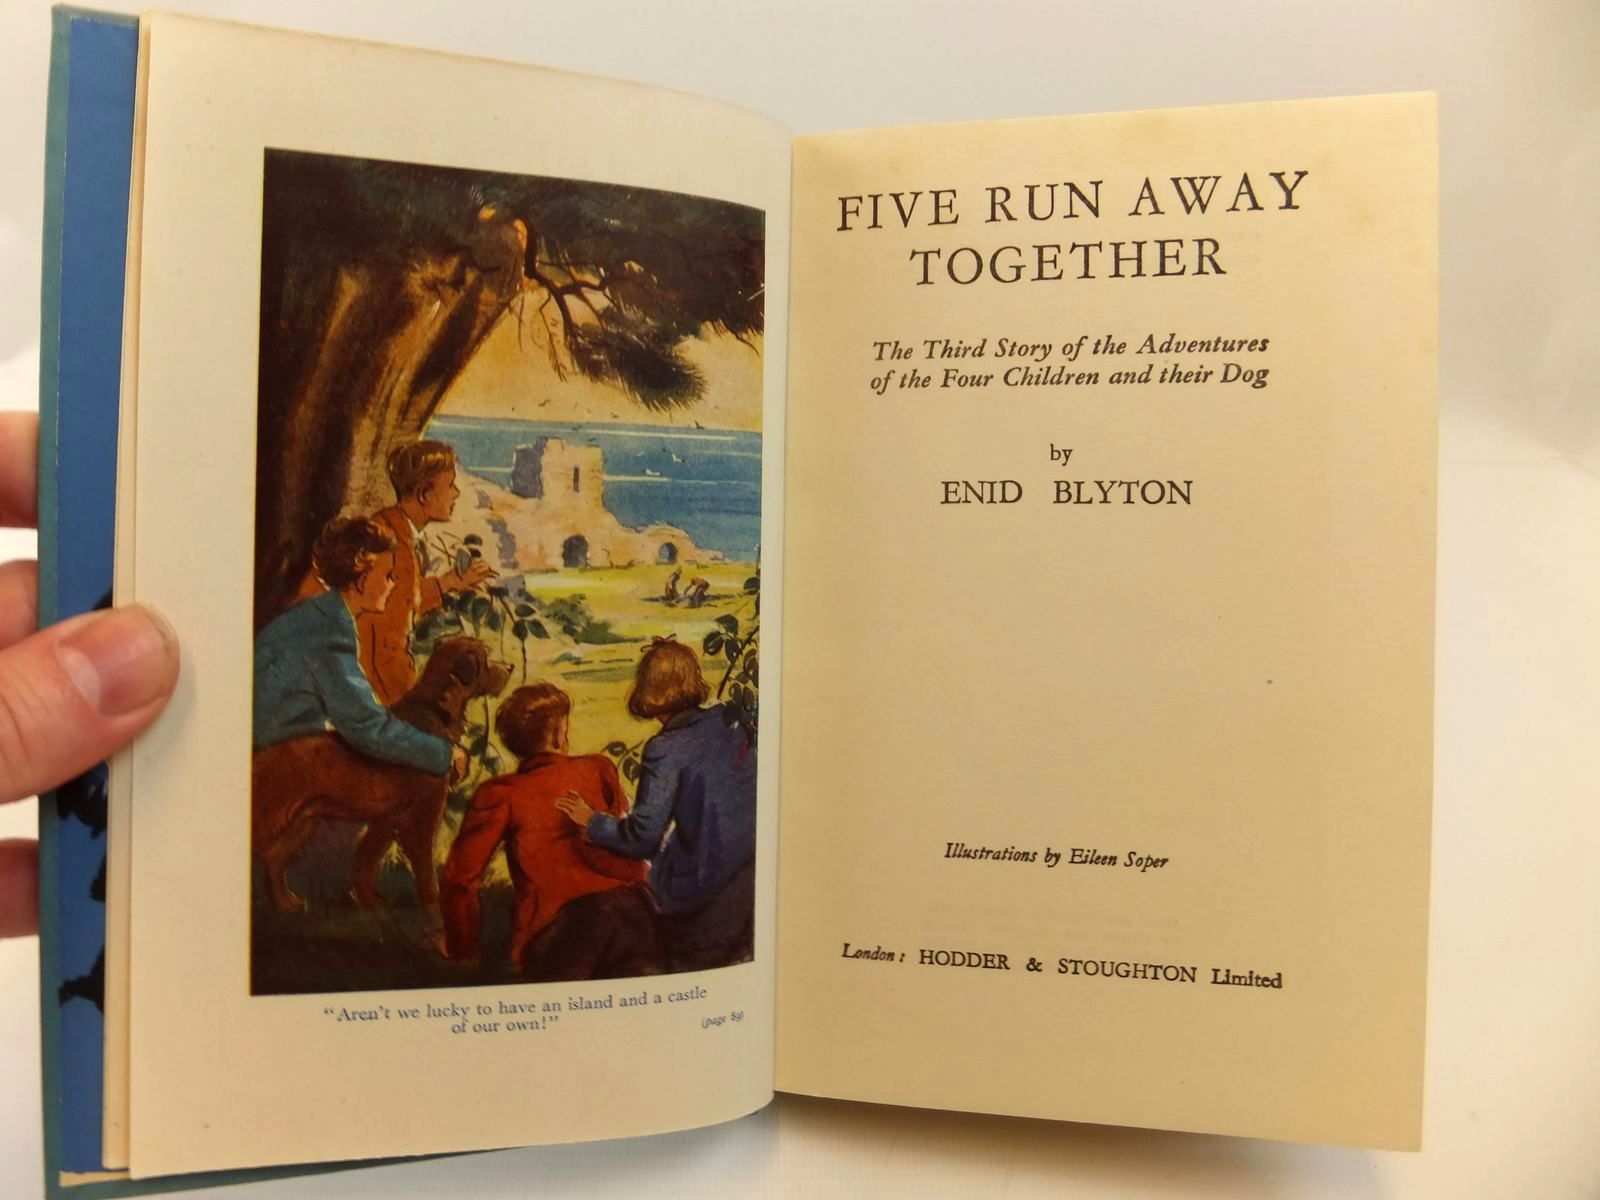 "Aren't we lucky to have an island and a castle
of our own!"
(page 89)
FIVE RUN AWAY
TOGETHER
The Third Story of the Adventures
of the Four Children and their Dog
by
ENID BLYTON
Illustrations by Eileen Soper
London: HODDER & STOUGHTON Limited